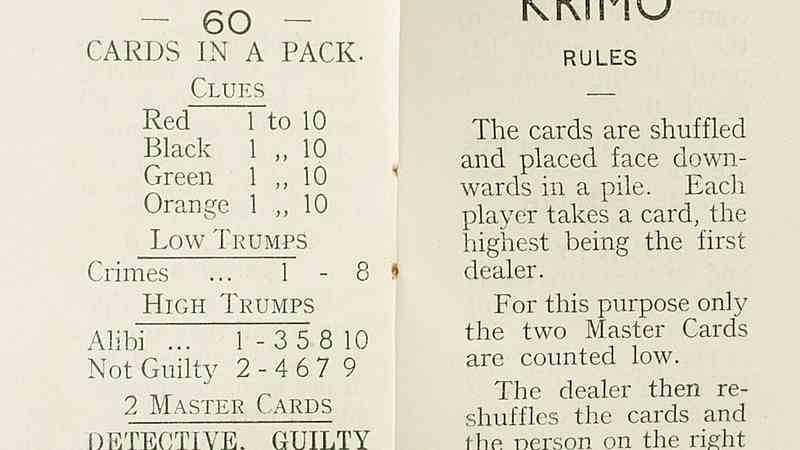 — 60 —
CARDS IN A PACK.
CLUES
Red 1 to 10
Black 1 ,, 10
Green 1 ,, 10
Orange 1 ,, 10
LOW TRUMPS
Crimes ... 1 - 8
HIGH TRUMPS
Alibi ... 1 - 3 5 8 10
Not Guilty 2 - 4 6 7 9
2 MASTER CARDS
DETECTIVE, GUILTY
KRIMO
RULES
—
The cards are shuffled
and placed face down-
wards in a pile. Each
player takes a card, the
highest being the first
dealer.
For this purpose only
the two Master Cards
are counted low.
The dealer then re-
shuffles the cards and
the person on the right